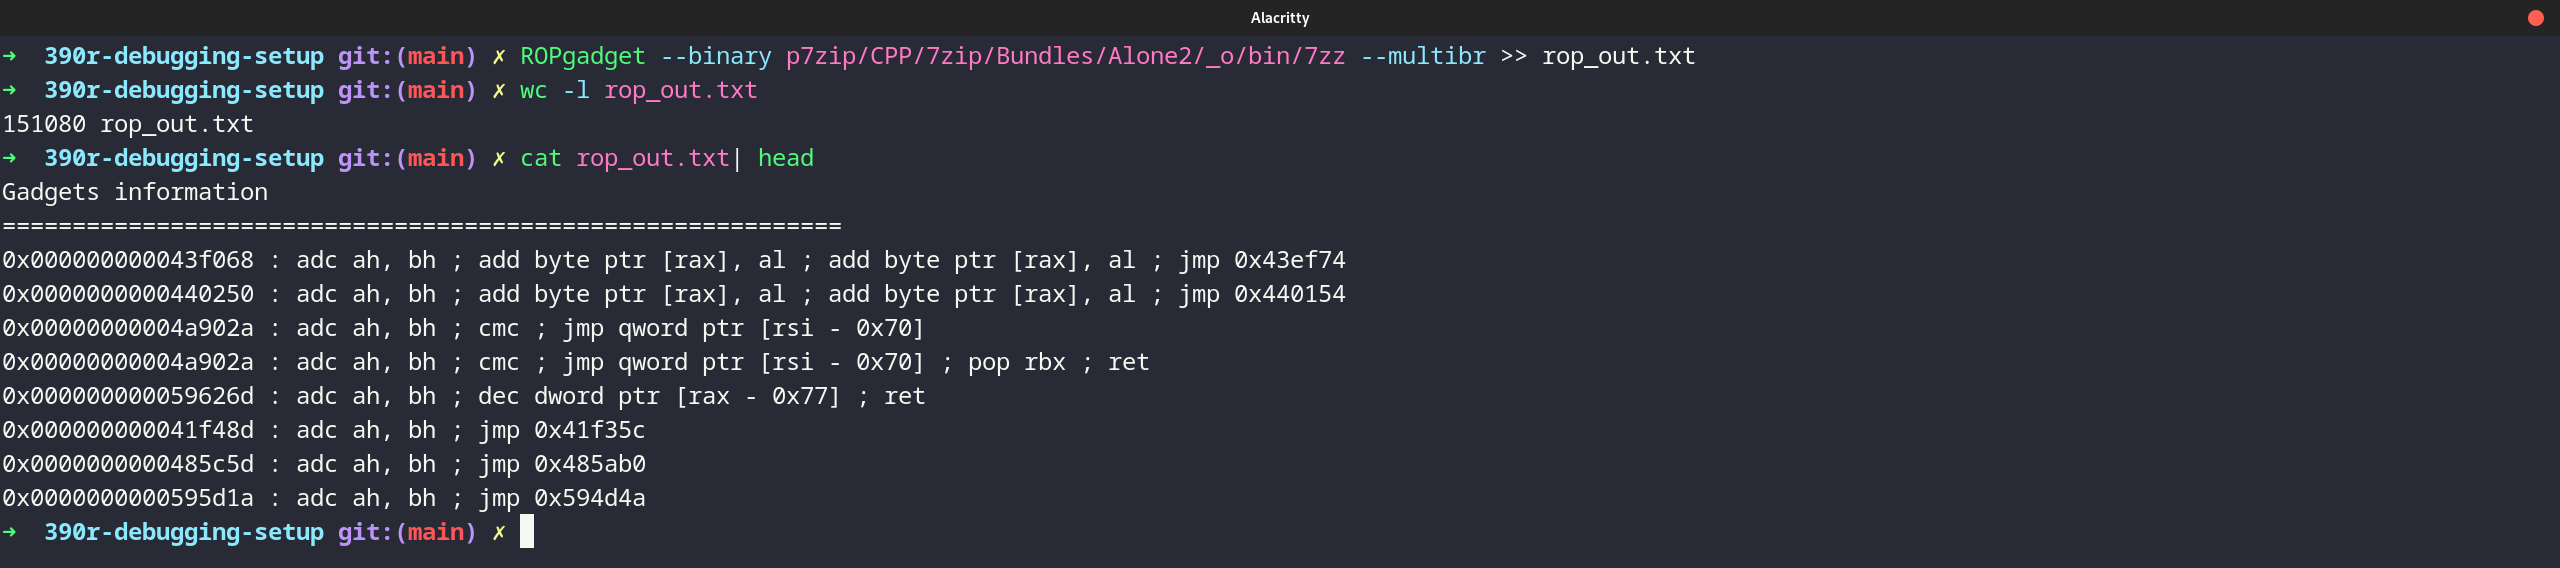 Alacritty
➜  390r-debugging-setup git:(main) ✗ ROPgadget --binary p7zip/CPP/7zip/Bundles/Alone2/_o/bin/7zz --multibr >> rop_out.txt
➜  390r-debugging-setup git:(main) ✗ wc -l rop_out.txt
151080 rop_out.txt
➜  390r-debugging-setup git:(main) ✗ cat rop_out.txt| head
Gadgets information
============================================================
0x000000000043f068 : adc ah, bh ; add byte ptr [rax], al ; add byte ptr [rax], al ; jmp 0x43ef74
0x0000000000440250 : adc ah, bh ; add byte ptr [rax], al ; add byte ptr [rax], al ; jmp 0x440154
0x00000000004a902a : adc ah, bh ; cmc ; jmp qword ptr [rsi - 0x70]
0x00000000004a902a : adc ah, bh ; cmc ; jmp qword ptr [rsi - 0x70] ; pop rbx ; ret
0x000000000059626d : adc ah, bh ; dec dword ptr [rax - 0x77] ; ret
0x000000000041f48d : adc ah, bh ; jmp 0x41f35c
0x0000000000485c5d : adc ah, bh ; jmp 0x485ab0
0x0000000000595d1a : adc ah, bh ; jmp 0x594d4a
➜  390r-debugging-setup git:(main) ✗